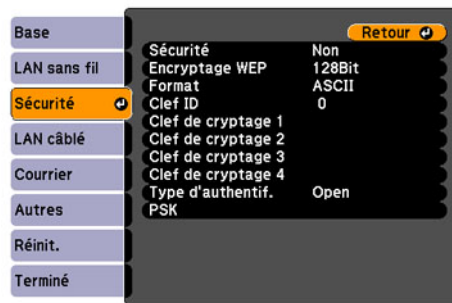 Base
LAN sans fil
Sécurité
LAN câblé
Courrier
Autres
Réinit.
Terminé
Retour
Sécurité Non
Encryptage WEP 128Bit
Format ASCII
Clef ID 0
Clef de cryptage 1
Clef de cryptage 2
Clef de cryptage 3
Clef de cryptage 4
Type d'authentif. Open
PSK